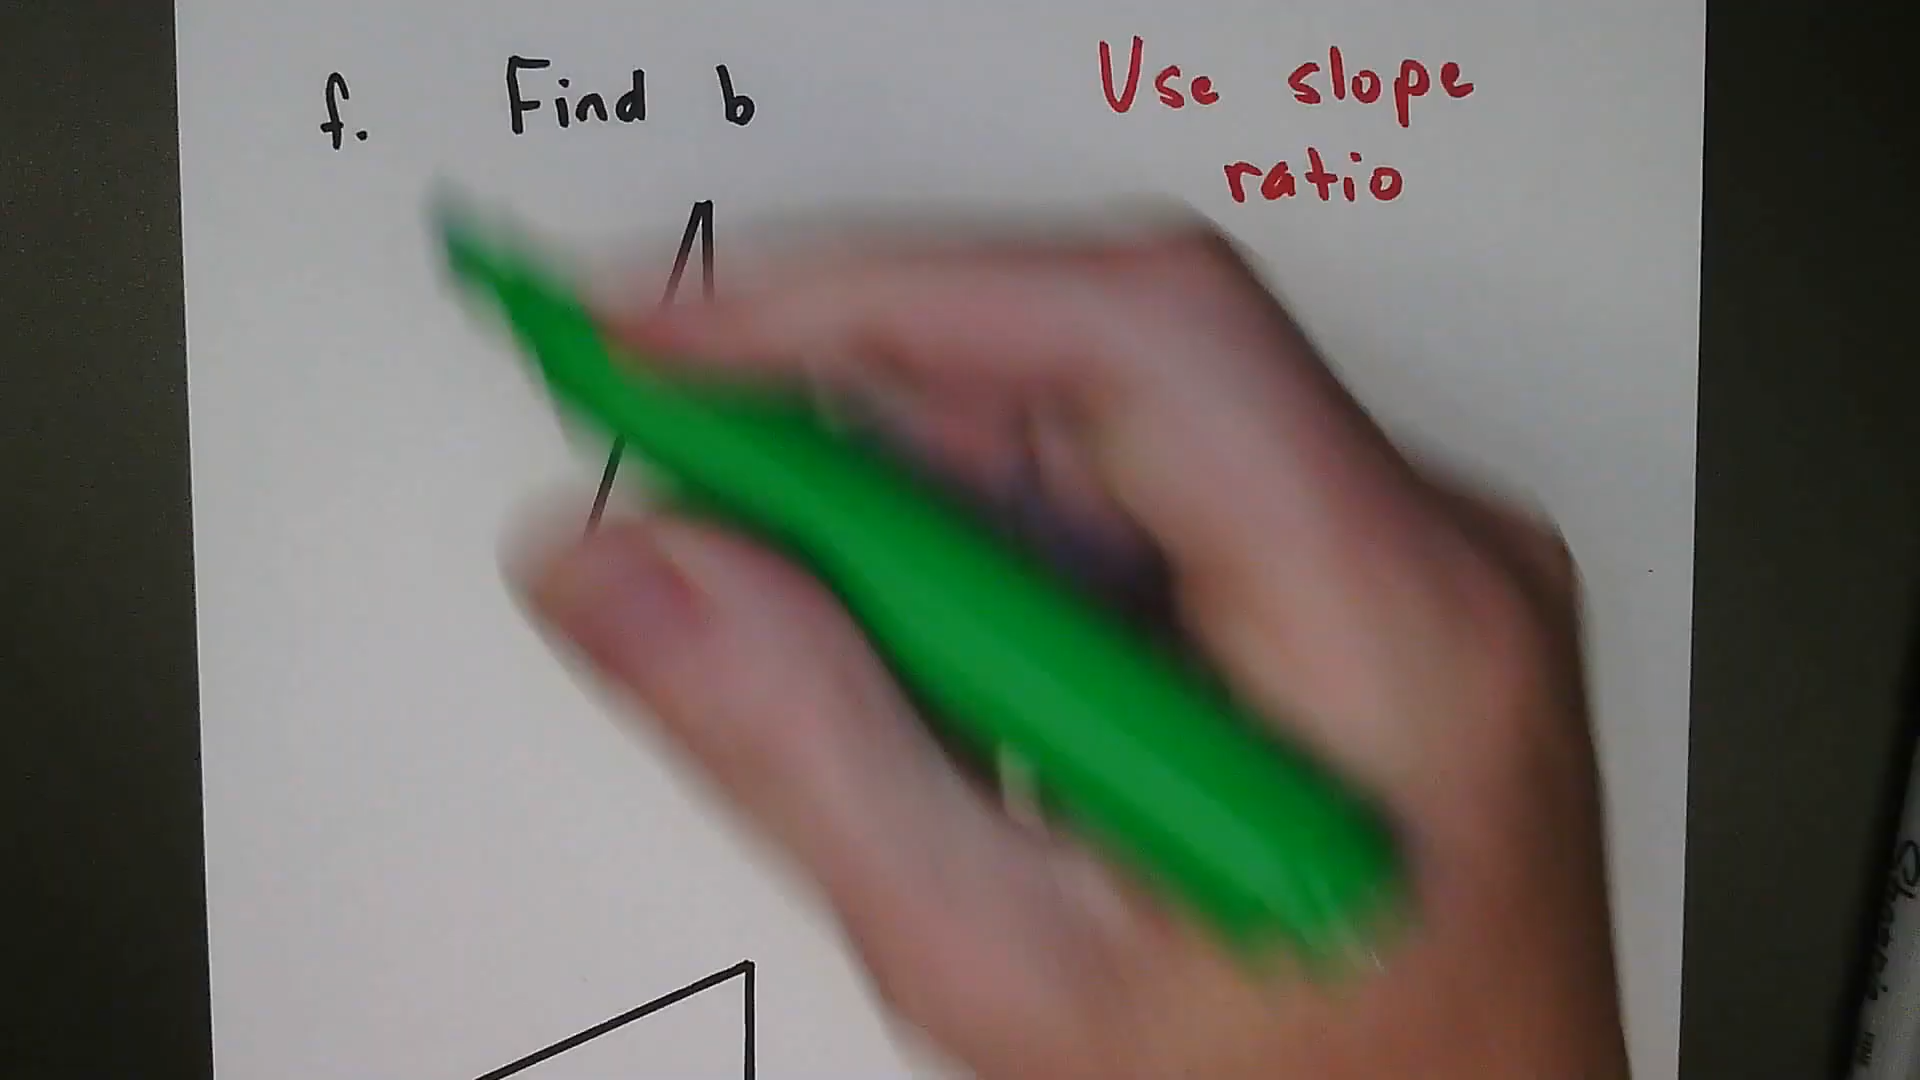 f. Find b
Use slope
ratio